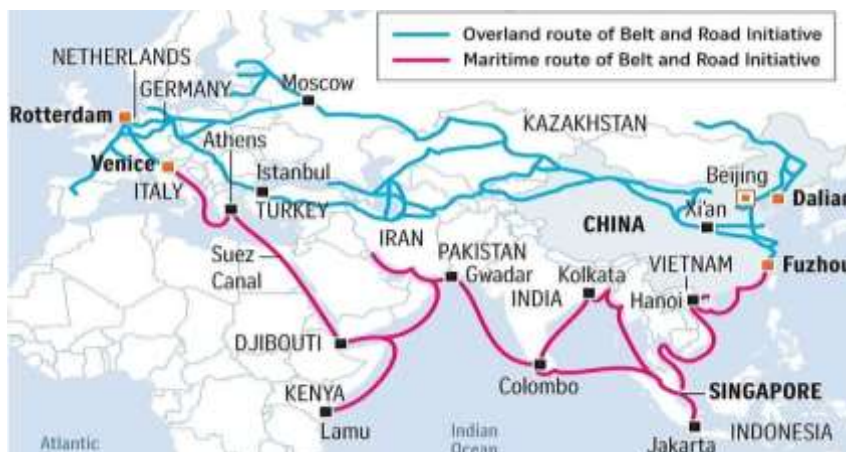 Overland route of Belt and Road Initiative
Maritime route of Belt and Road Initiative
NETHERLANDS
GERMANY
Moscow
Rotterdam
KAZAKHSTAN
Athens
Venice
Istanbul
Beijing
ITALY
TURKEY
Xi'an
Dalian
CHINA
IRAN
Suez
Canal
PAKISTAN
Gwadar
Kolkata
VIETNAM
Fuzhou
INDIA
Hanoi
DJIBOUTI
KENYA
Colombo
SINGAPORE
Lamu
Atlantic
Indian
Ocean
Jakarta
INDONESIA